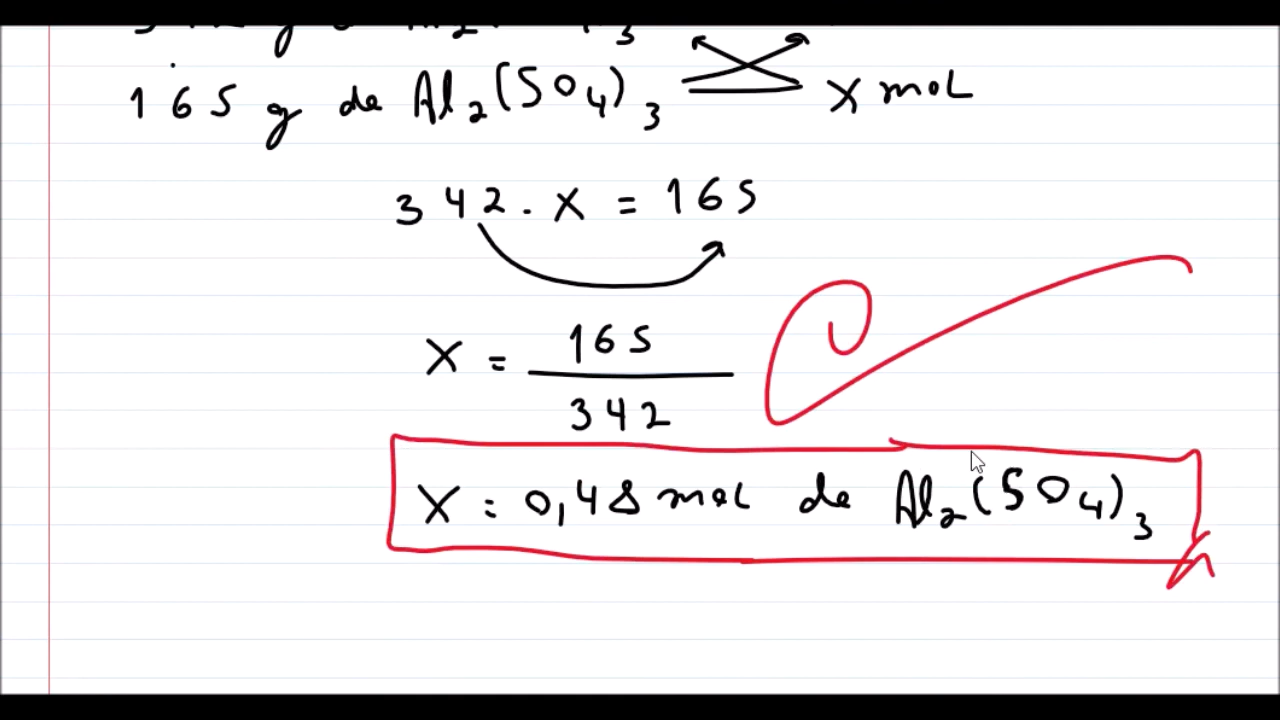 165 g de Al₂(SO₄)₃ X mol
342 . X = 165
X = 165
342
X = 0,48 mol de Al₂(SO₄)₃